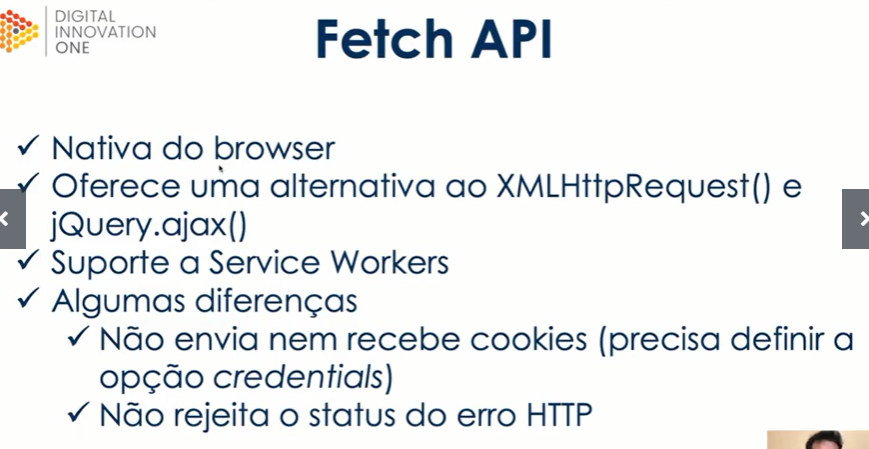 DIGITAL
INNOVATION
ONE
Fetch API
✓ Nativa do browser
✓ Oferece uma alternativa ao XMLHttpRequest() e
jQuery.ajax()
✓ Suporte a Service Workers
✓ Algumas diferenças
✓ Não envia nem recebe cookies (precisa definir a
opção credentials)
✓ Não rejeita o status do erro HTTP